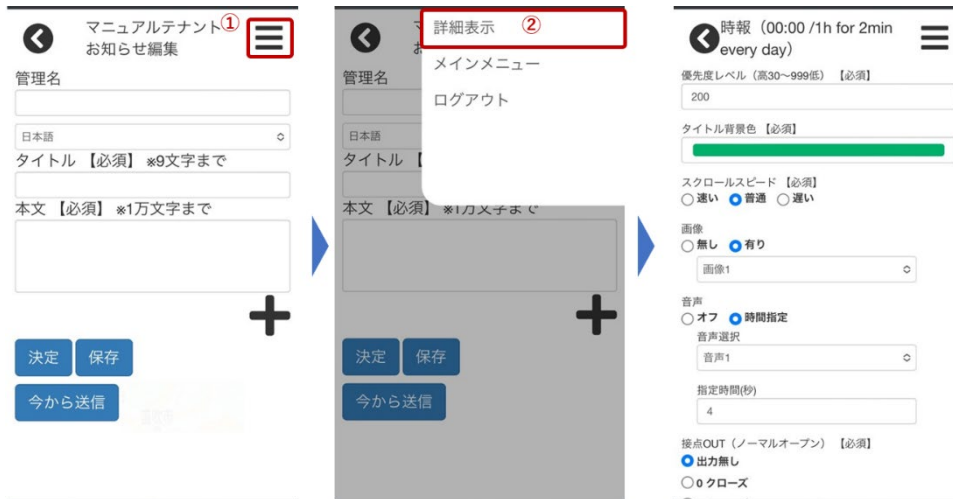 マニュアルテナント
お知らせ編集
①
管理名
日本語
タイトル 【必須】 ※9文字まで
本文 【必須】 ※1万文字まで
決定
保存
今から送信
詳細表示
②
メインメニュー
ログアウト
管理名
日本語
タイトル 【
本文 【必須】 ※1万文字まで
決定
保存
今から送信
時報（00:00 /1h for 2min
every day）
優先度レベル（高30～999低）【必須】
200
タイトル背景色 【必須】
スクロールスピード 【必須】
速い 普通 遅い
画像
無し 有り
画像1
音声
オフ 時間指定
音声選択
音声1
指定時間(秒)
4
接点OUT（ノーマルオープン）【必須】
出力無し
0 クローズ